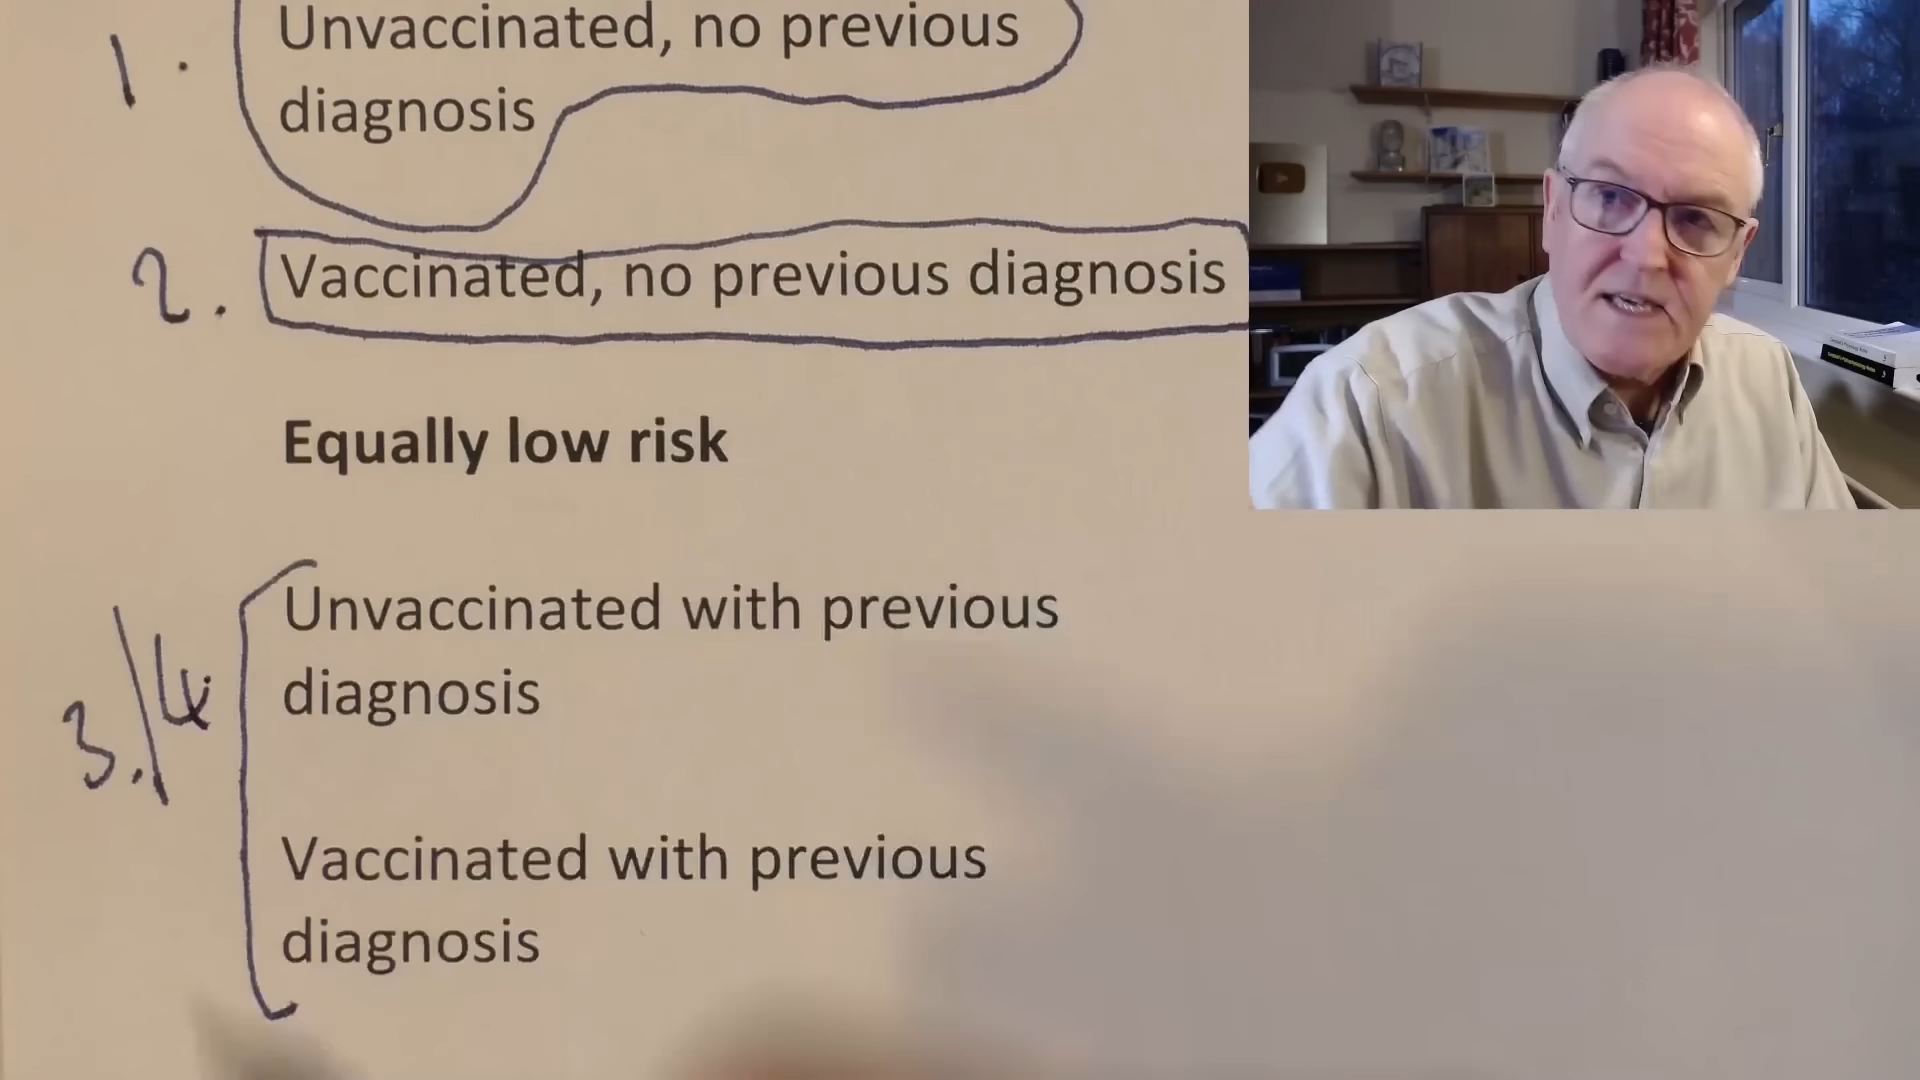 1. Unvaccinated, no previous
diagnosis
2. Vaccinated, no previous diagnosis
Equally low risk
3./4 Unvaccinated with previous
diagnosis
Vaccinated with previous
diagnosis